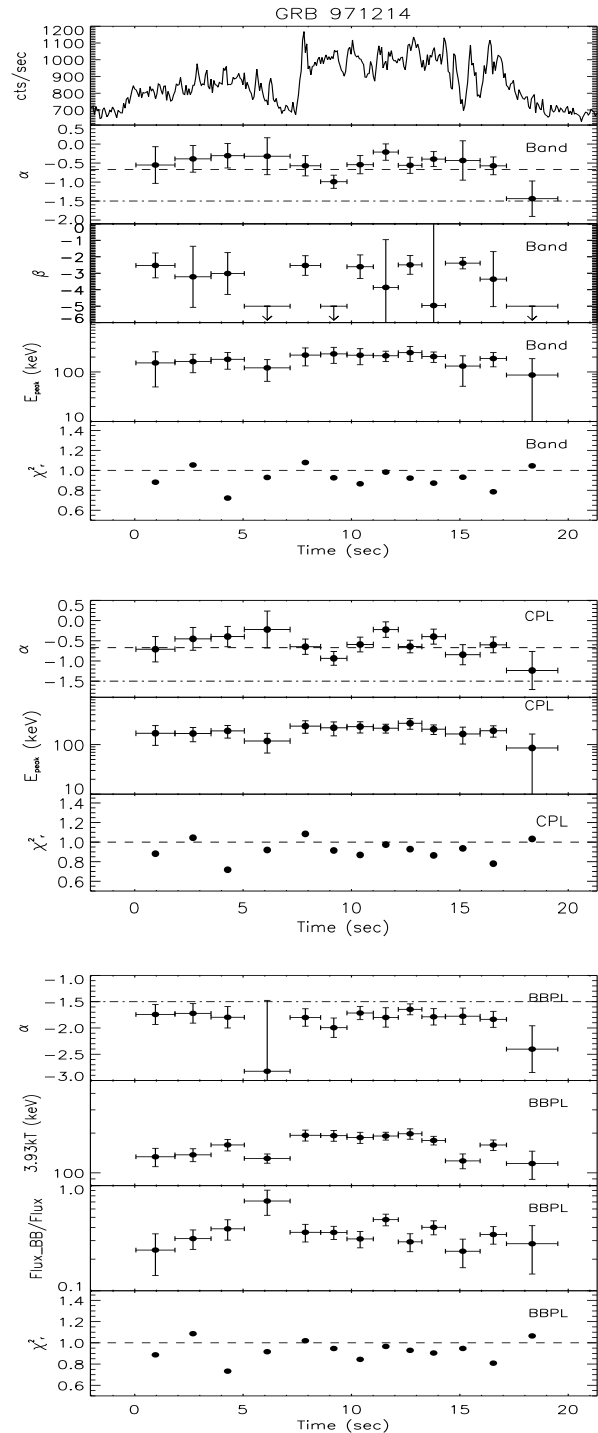 GRB 971214
1200
1100
1000
900
800
700
cts/sec
0.5
0.0
−0.5
−1.0
−1.5
−2.0
α
Band
0
−1
−2
−3
−4
−5
−6
β
Band
100
10
E_peak (keV)
Band
1.4
1.2
1.0
0.8
0.6
χ²_r
Band
0 5 10 15 20
Time (sec)
0.5
0.0
−0.5
−1.0
−1.5
α
CPL
100
10
E_peak (keV)
CPL
1.4
1.2
1.0
0.8
0.6
χ²_r
CPL
0 5 10 15 20
Time (sec)
−1.0
−1.5
−2.0
−2.5
−3.0
α
BBPL
100
3.93kT (keV)
BBPL
1.0
0.1
Flux_BB/Flux
BBPL
1.4
1.2
1.0
0.8
0.6
χ²_r
BBPL
0 5 10 15 20
Time (sec)